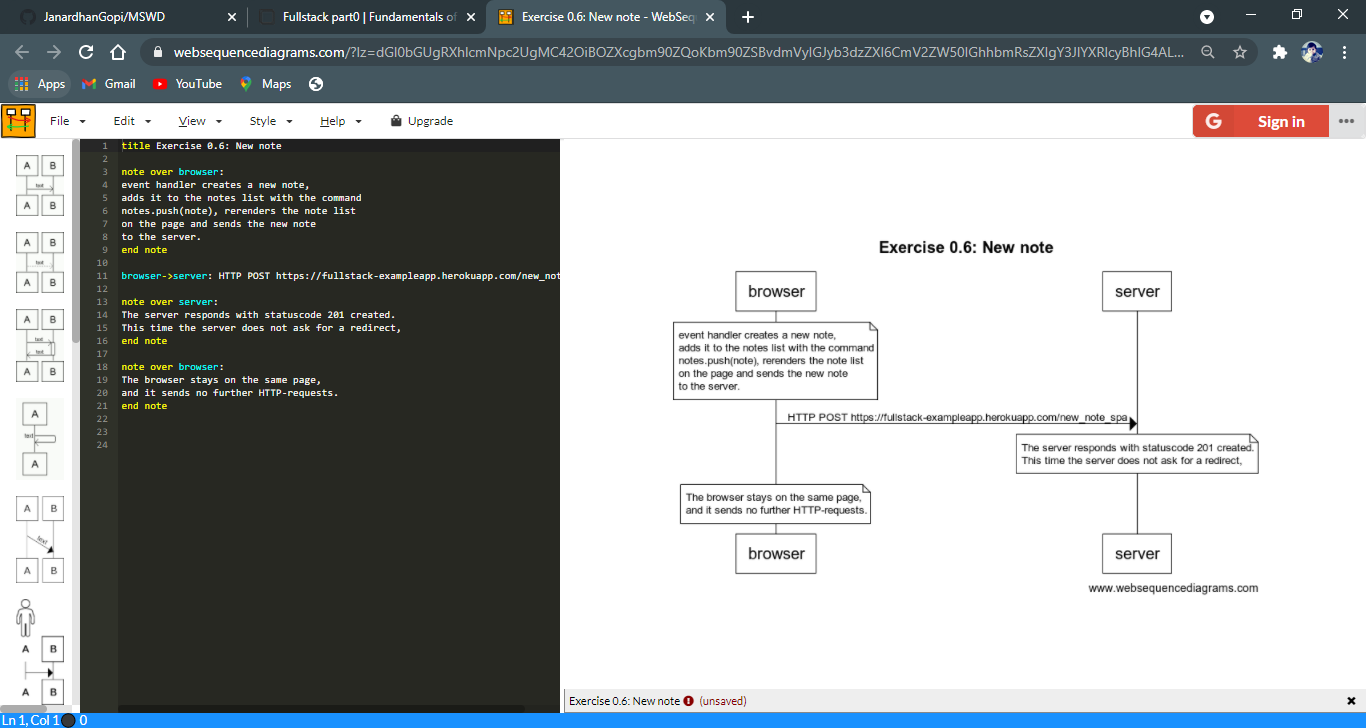 JanardhanGopi/MSWD
Fullstack part0 | Fundamentals of
Exercise 0.6: New note - WebSeq
websequencediagrams.com/?lz=dGl0bGUgRXhlcmNpc2UgMC42OiBOZXcgbm90ZQoKbm90ZSBvdmVyIGJyb3dzZXI6CmV2ZW50IGhhbmRsZXIgY3JlYXRlcyBhIG4AL...
Apps
Gmail
YouTube
Maps
File
Edit
View
Style
Help
Upgrade
G
Sign in
1 title Exercise 0.6: New note
2
3 note over browser:
4 event handler creates a new note,
5 adds it to the notes list with the command
6 notes.push(note), rerenders the note list
7 on the page and sends the new note
8 to the server.
9 end note
10
11 browser->server: HTTP POST https://fullstack-exampleapp.herokuapp.com/new_not
12
13 note over server:
14 The server responds with statuscode 201 created.
15 This time the server does not ask for a redirect,
16 end note
17
18 note over browser:
19 The browser stays on the same page,
20 and it sends no further HTTP-requests.
21 end note
22
23
24
A B
text
A B
A B
text
A B
A B
text
text
A B
A
text
A
A B
text
A B
A B
A B
Exercise 0.6: New note
browser
server
event handler creates a new note,
adds it to the notes list with the command
notes.push(note), rerenders the note list
on the page and sends the new note
to the server.
HTTP POST https://fullstack-exampleapp.herokuapp.com/new_note_spa
The server responds with statuscode 201 created.
This time the server does not ask for a redirect,
The browser stays on the same page,
and it sends no further HTTP-requests.
browser
server
www.websequencediagrams.com
Exercise 0.6: New note (unsaved)
Ln 1, Col 1 0